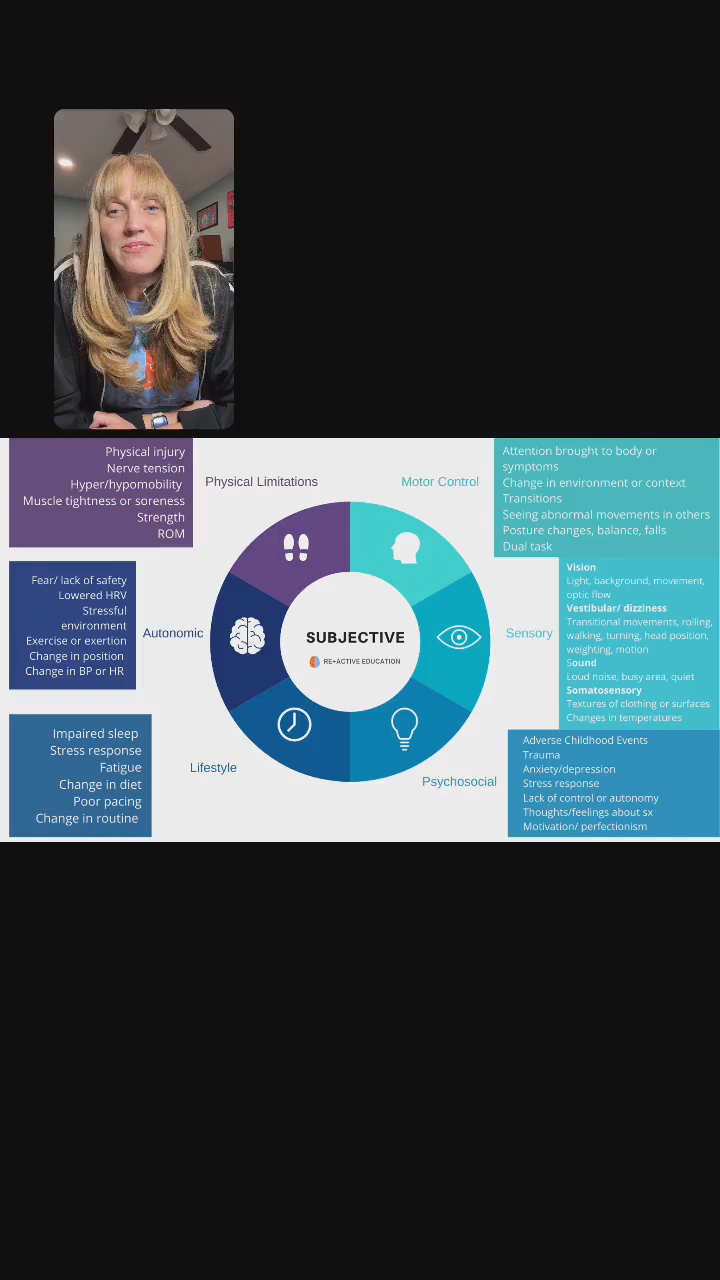 Physical injury
Nerve tension
Hyper/hypomobility
Muscle tightness or soreness
Strength
ROM
Physical Limitations
Motor Control
Attention brought to body or
symptoms
Change in environment or context
Transitions
Seeing abnormal movements in others
Posture changes, balance, falls
Dual task
Fear/ lack of safety
Lowered HRV
Stressful
environment
Exercise or exertion
Change in position
Change in BP or HR
Autonomic
SUBJECTIVE
RE+ACTIVE EDUCATION
Sensory
Vision
Light, background, movement,
optic flow
Vestibular/ dizziness
Transitional movements, rolling,
walking, turning, head position,
weighting, motion
Sound
Loud noise, busy area, quiet
Somatosensory
Textures of clothing or surfaces
Changes in temperatures
Impaired sleep
Stress response
Fatigue
Change in diet
Poor pacing
Change in routine
Lifestyle
Psychosocial
Adverse Childhood Events
Trauma
Anxiety/depression
Stress response
Lack of control or autonomy
Thoughts/feelings about sx
Motivation/ perfectionism